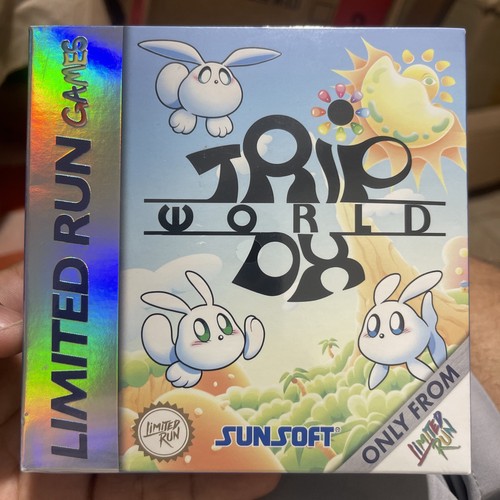 LIMITED RUN GAMES
TRIP
WORLD
DX
LIMITED
RUN
SUNSOFT®
ONLY FROM
LIMITED
RUN